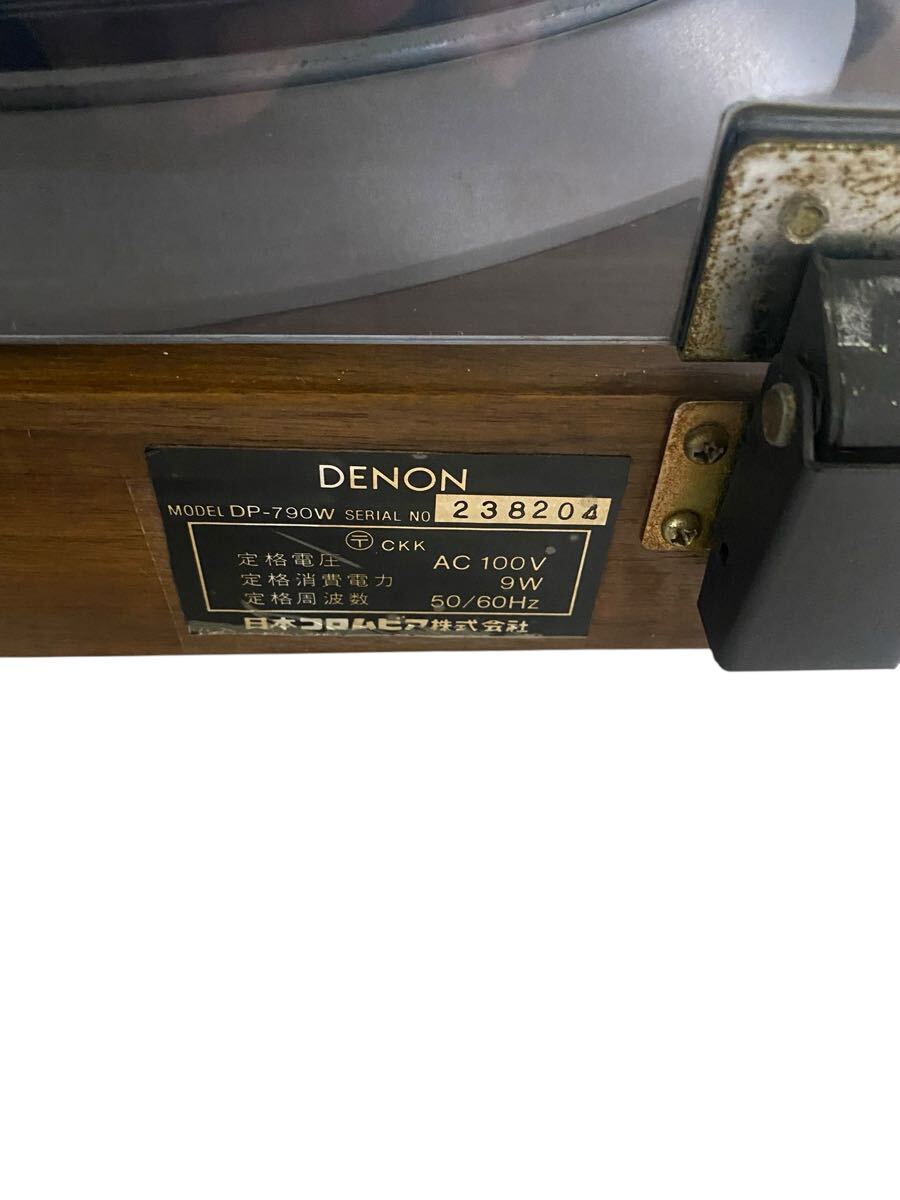 DENON
MODEL DP-790W SERIAL NO 238204
〶 CKK
定格電圧 AC 100V
定格消費電力 9W
定格周波数 50/60Hz
日本コロムビア株式会社